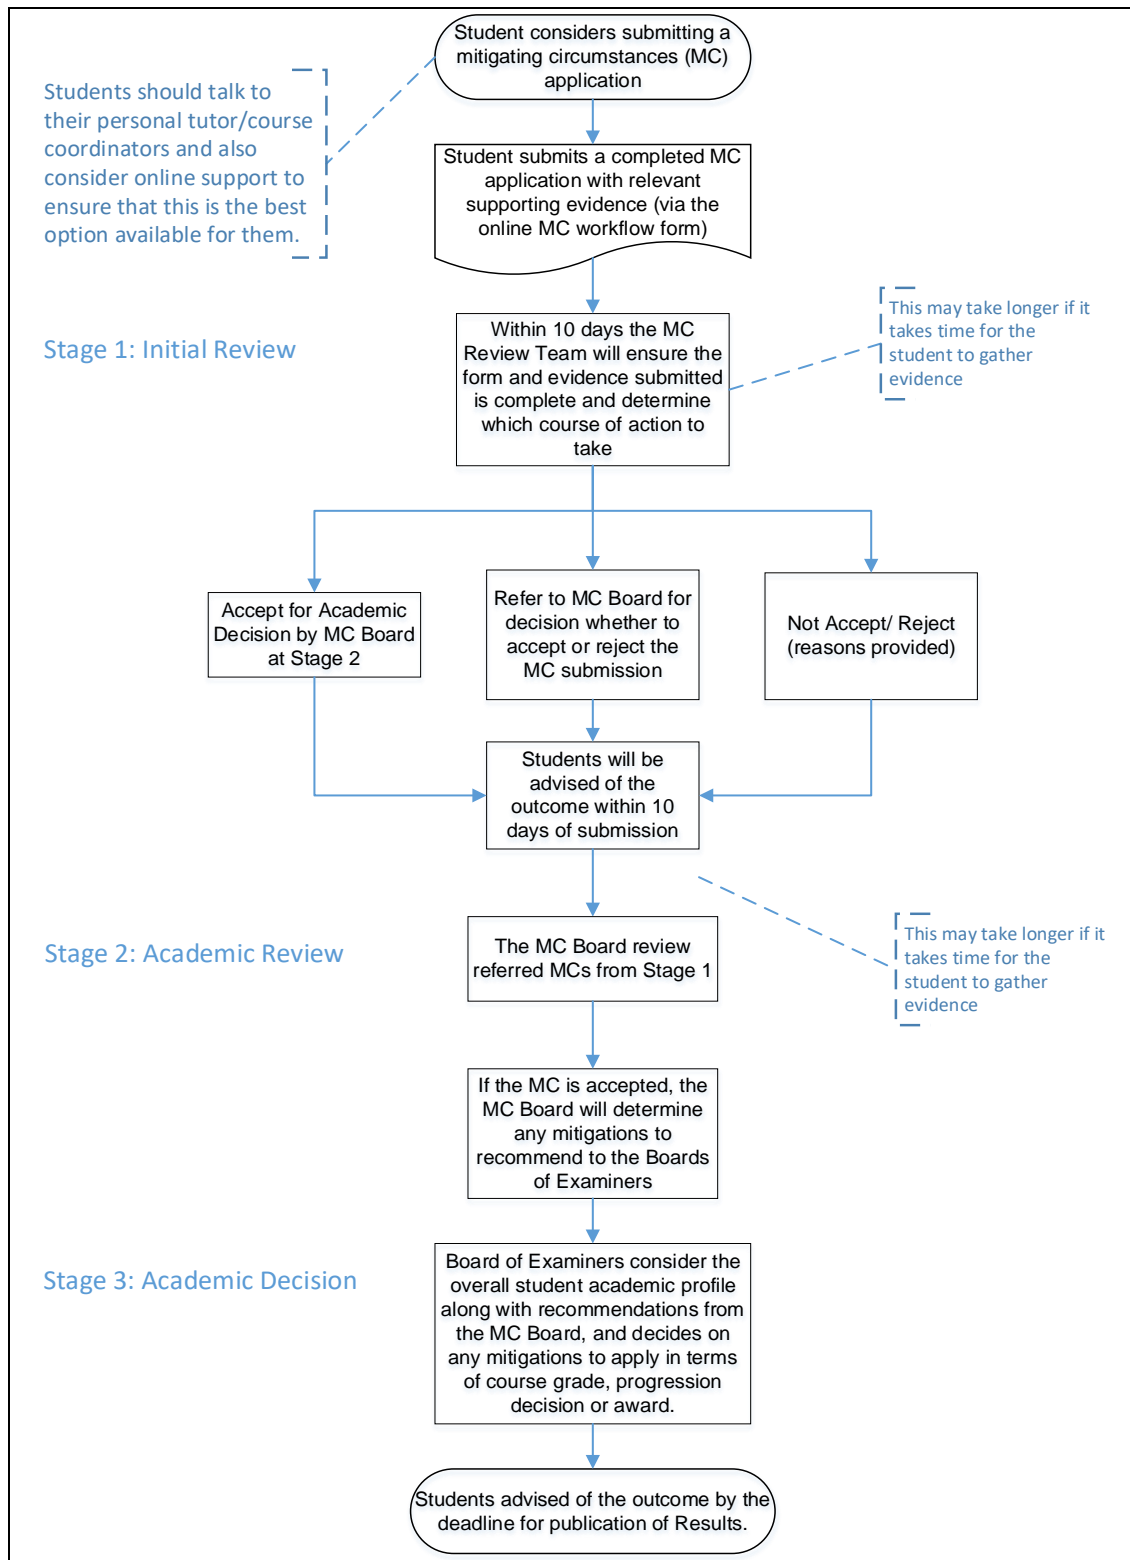 Student considers submitting a
mitigating circumstances (MC)
application
Students should talk to
their personal tutor/course
coordinators and also
consider online support to
ensure that this is the best
option available for them.
Student submits a completed MC
application with relevant
supporting evidence (via the
online MC workflow form)
Stage 1: Initial Review
Within 10 days the MC
Review Team will ensure the
form and evidence submitted
is complete and determine
which course of action to
take
This may take longer if it
takes time for the
student to gather
evidence
Accept for Academic
Decision by MC Board
at Stage 2
Refer to MC Board for
decision whether to
accept or reject the
MC submission
Not Accept/ Reject
(reasons provided)
Students will be
advised of the
outcome within 10
days of submission
Stage 2: Academic Review
The MC Board review
referred MCs from Stage 1
This may take longer if it
takes time for the
student to gather
evidence
If the MC is accepted, the
MC Board will determine
any mitigations to
recommend to the Boards
of Examiners
Stage 3: Academic Decision
Board of Examiners consider the
overall student academic profile
along with recommendations from
the MC Board, and decides on
any mitigations to apply in terms
of course grade, progression
decision or award.
Students advised of the outcome by the
deadline for publication of Results.